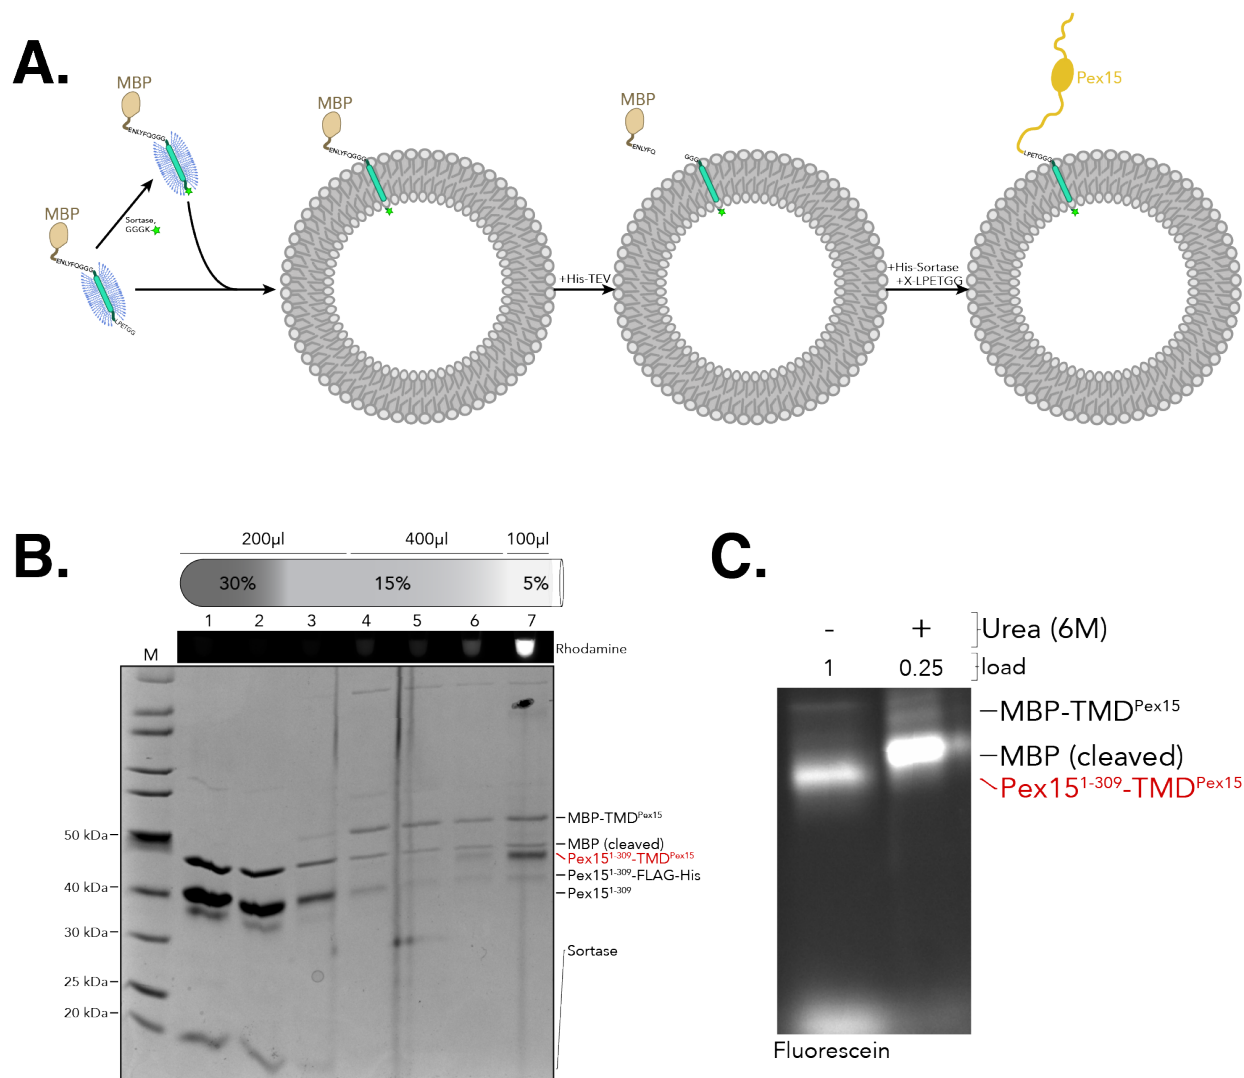 A.
MBP
ENLYFQGGG
MBP
ENLYFQGGG
LPETGG
Sortase,
GGGK
MBP
ENLYFQGGG
+His-TEV
MBP
ENLYFQ
GGG
+His-Sortase
+X-LPETGG
Pex15
LPETGGG
B.
200µl 400µl 100µl
30% 15% 5%
1 2 3 4 5 6 7
Rhodamine
M
50 kDa
40 kDa
30 kDa
25 kDa
20 kDa
MBP-TMDPex15
MBP (cleaved)
Pex151-309-TMDPex15
Pex151-309-FLAG-His
Pex151-309
Sortase
C.
- + Urea (6M)
1 0.25 load
MBP-TMDPex15
MBP (cleaved)
Pex151-309-TMDPex15
Fluorescein